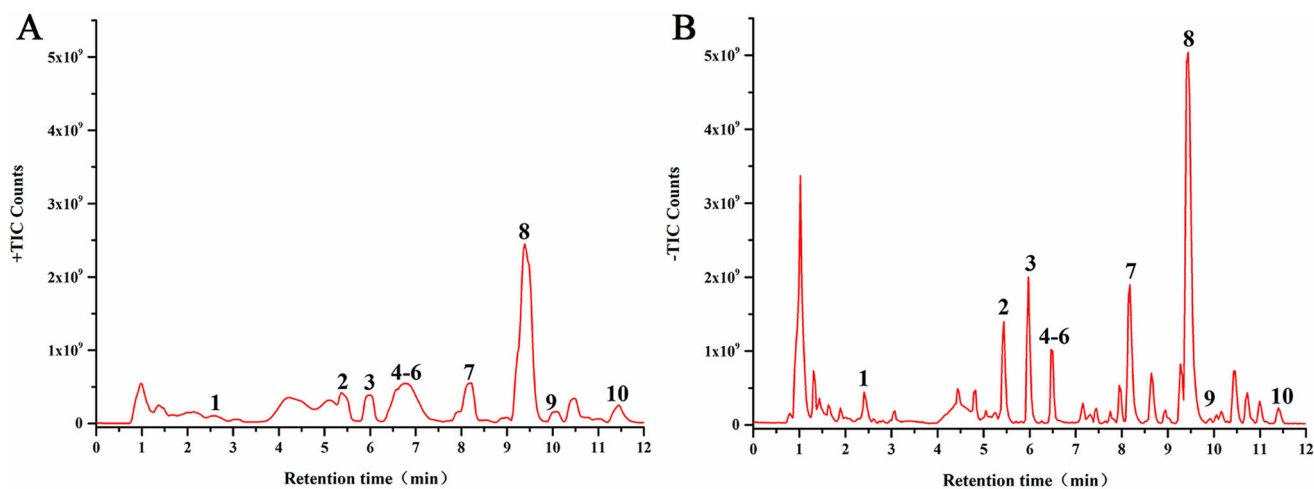 A
+TIC Counts
5x10⁹
4x10⁹
3x10⁹
2x10⁹
1x10⁹
0
1
2
3
4-6
7
8
9
10
0 1 2 3 4 5 6 7 8 9 10 11 12
Retention time（min）
B
-TIC Counts
5x10⁹
4x10⁹
3x10⁹
2x10⁹
1x10⁹
0
1
2
3
4-6
7
8
9
10
0 1 2 3 4 5 6 7 8 9 10 11 12
Retention time（min）